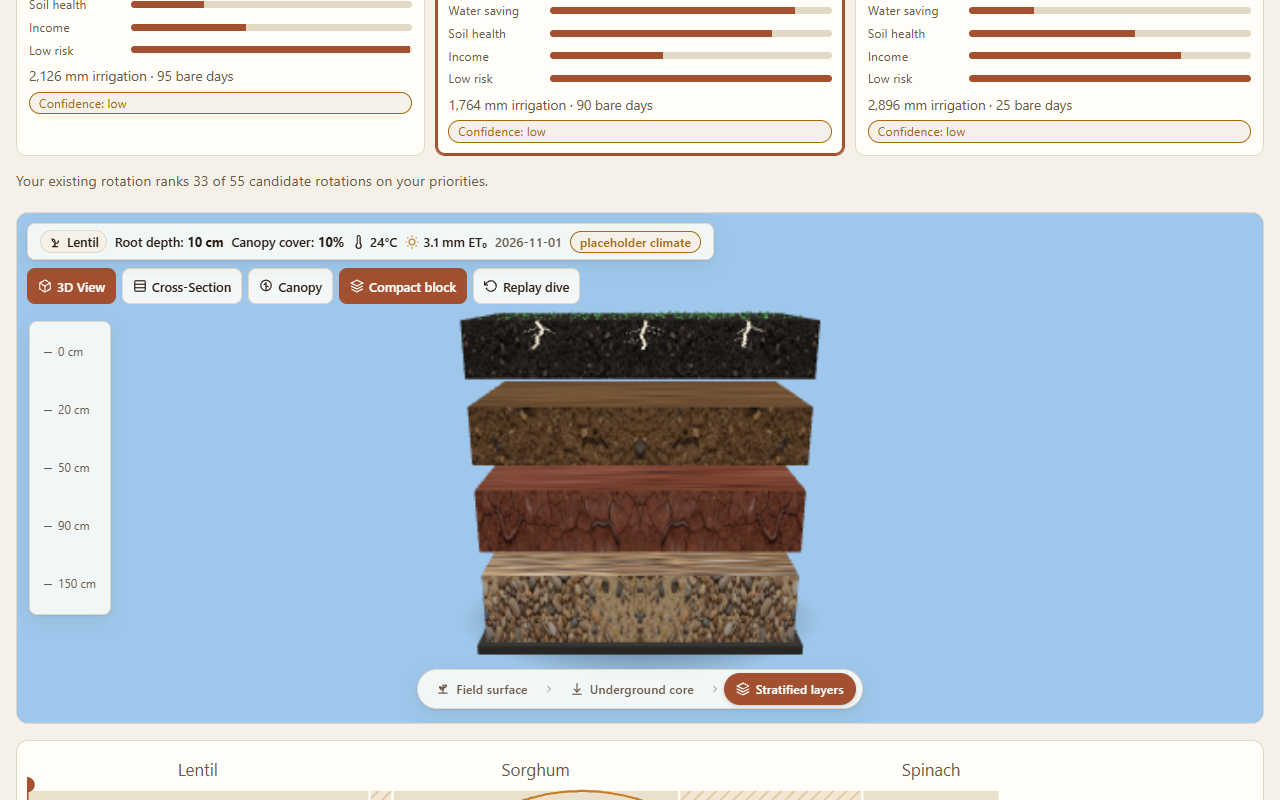 Soil health
Income
Low risk
2,126 mm irrigation · 95 bare days
Confidence: low
Water saving
Soil health
Income
Low risk
1,764 mm irrigation · 90 bare days
Confidence: low
Water saving
Soil health
Income
Low risk
2,896 mm irrigation · 25 bare days
Confidence: low
Your existing rotation ranks 33 of 55 candidate rotations on your priorities.
Lentil Root depth: 10 cm Canopy cover: 10% 24°C 3.1 mm ET₀ 2026-11-01 placeholder climate
3D View Cross-Section Canopy Compact block Replay dive
0 cm
20 cm
50 cm
90 cm
150 cm
Field surface › Underground core › Stratified layers
Lentil Sorghum Spinach